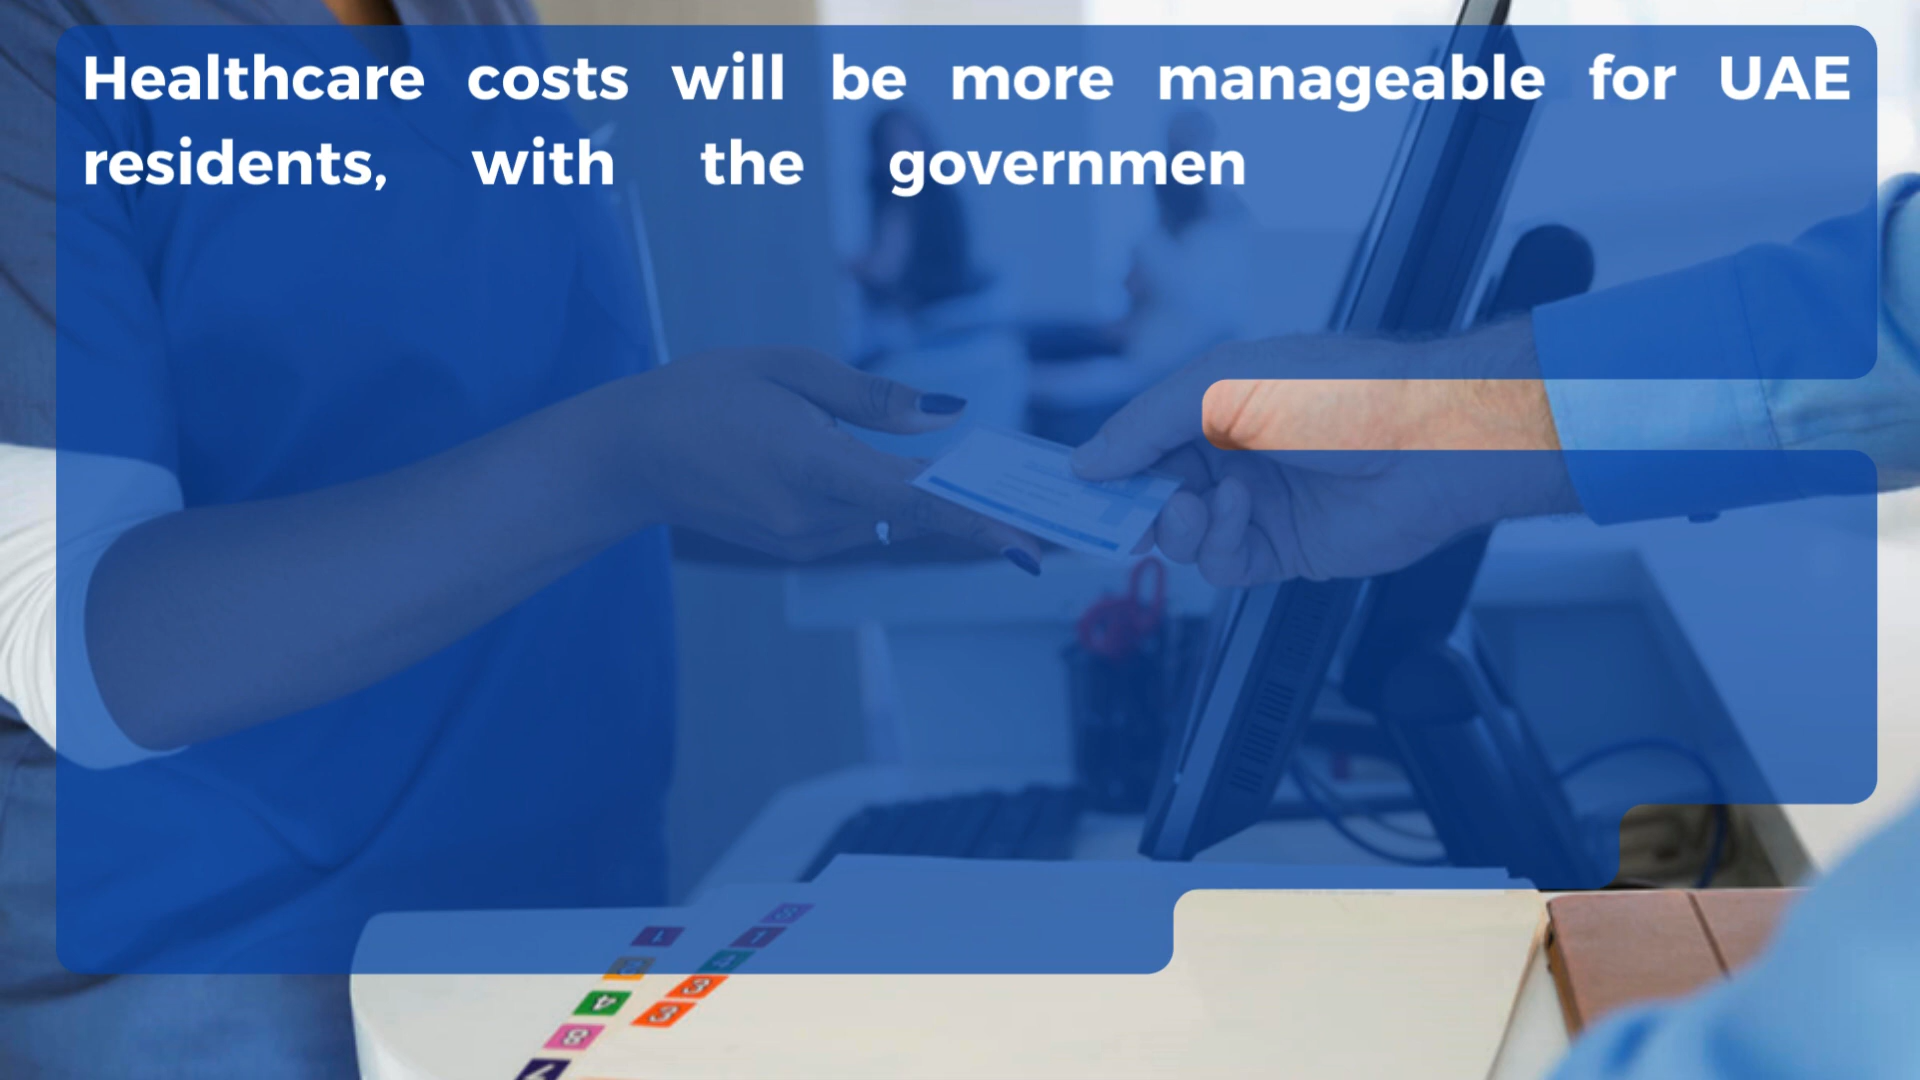 Healthcare costs will be more manageable for UAE
residents, with the governmen